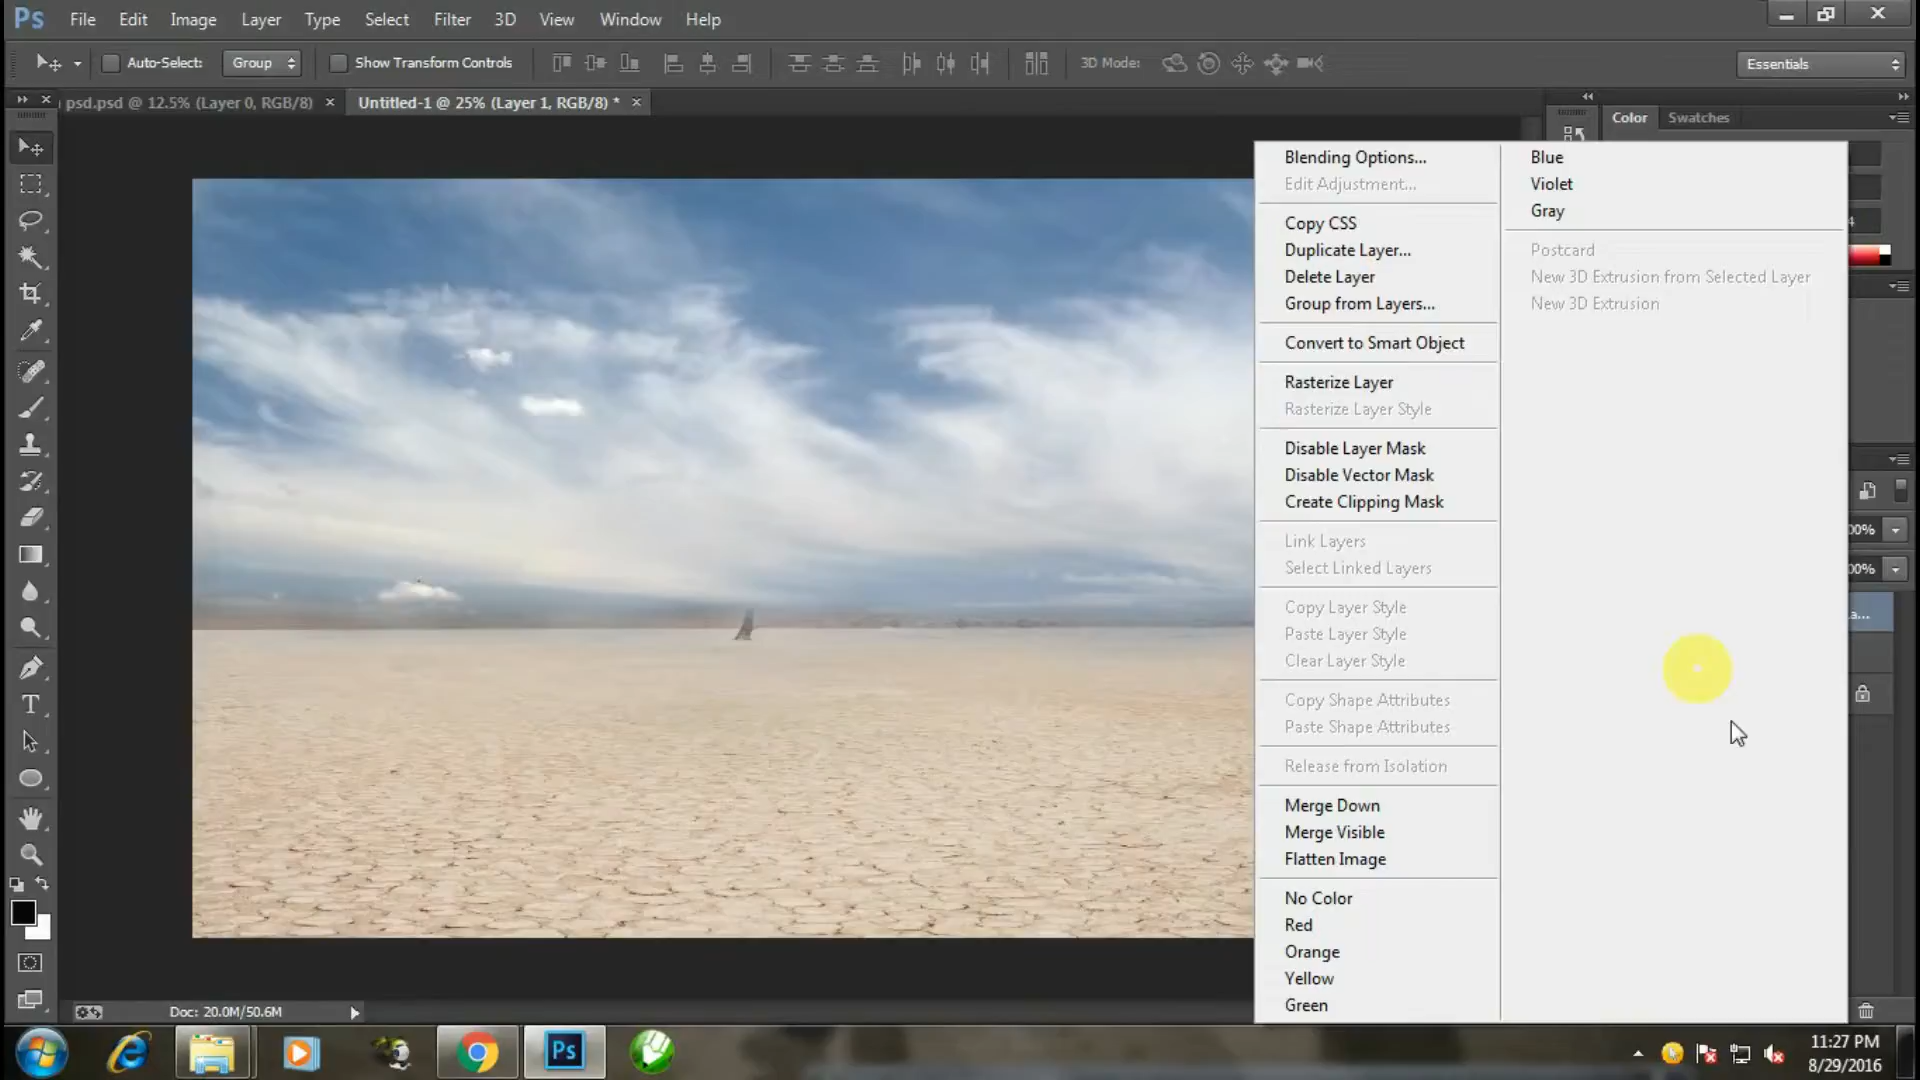 Ps File Edit Image Layer Type Select Filter 3D View Window Help
Auto-Select: Group Show Transform Controls 3D Mode: Essentials
psd.psd @ 12.5% (Layer 0, RGB/8) × Untitled-1 @ 25% (Layer 1, RGB/8) * ×
Color Swatches
Blending Options...
Edit Adjustment...
Copy CSS
Duplicate Layer...
Delete Layer
Group from Layers...
Convert to Smart Object
Rasterize Layer
Rasterize Layer Style
Disable Layer Mask
Disable Vector Mask
Create Clipping Mask
Link Layers
Select Linked Layers
Copy Layer Style
Paste Layer Style
Clear Layer Style
Copy Shape Attributes
Paste Shape Attributes
Release from Isolation
Merge Down
Merge Visible
Flatten Image
No Color
Red
Orange
Yellow
Green
Blue
Violet
Gray
Postcard
New 3D Extrusion from Selected Layer
New 3D Extrusion
4
00%
00%
a...
Doc: 20.0M/50.6M
Ps
11:27 PM
8/29/2016